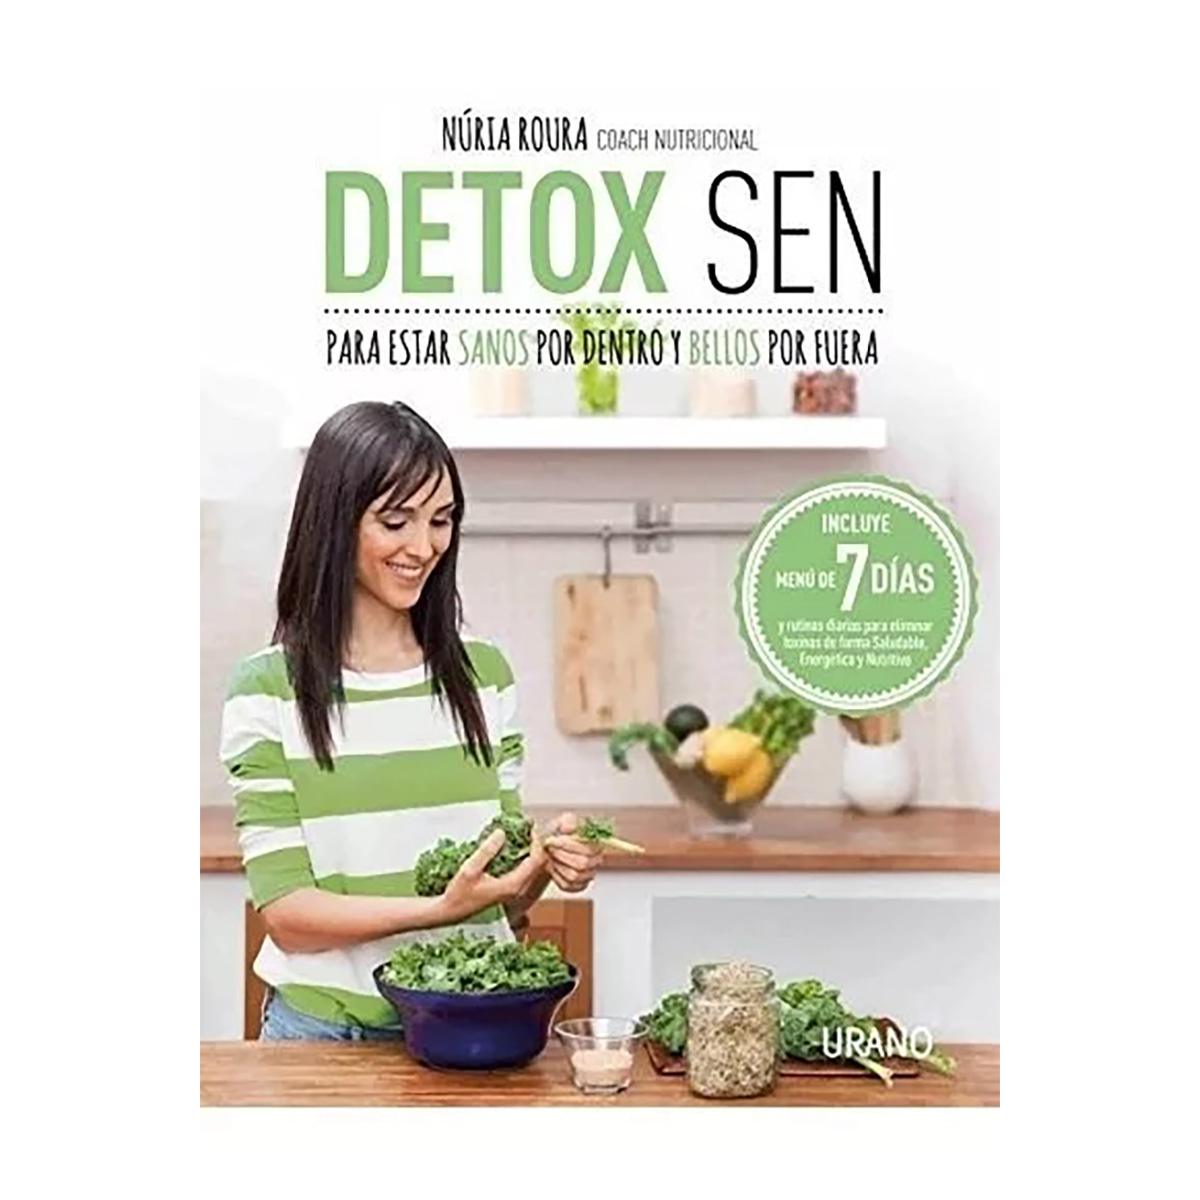 NÚRIA ROURA COACH NUTRICIONAL
DETOX SEN
PARA ESTAR SANOS POR DENTRO Y BELLOS POR FUERA
INCLUYE
MENÚ DE 7 DÍAS
y rutinas diarias para eliminar
toxinas de forma Saludable,
Energética y Nutritiva
URANO